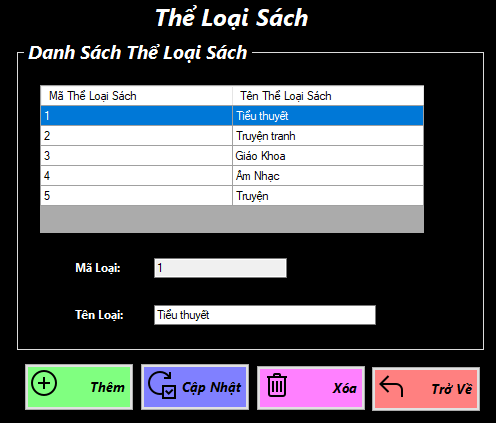 Thể Loại Sách
Danh Sách Thể Loại Sách
Mã Thể Loại Sách Tên Thể Loại Sách
1 Tiểu thuyết
2 Truyện tranh
3 Giáo Khoa
4 Âm Nhạc
5 Truyện
Mã Loại: 1
Tên Loại: Tiểu thuyết
Thêm Cập Nhật Xóa Trở Về